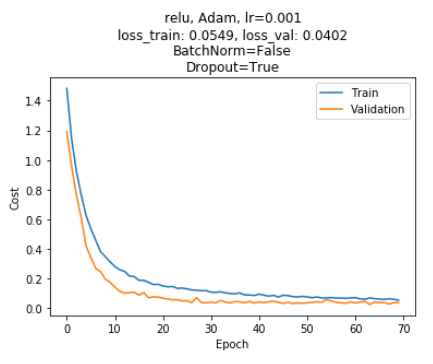 relu, Adam, lr=0.001
loss_train: 0.0549, loss_val: 0.0402
BatchNorm=False
Dropout=True
Train
Validation
1.4
1.2
1.0
0.8
0.6
0.4
0.2
0.0
Cost
0 10 20 30 40 50 60 70
Epoch